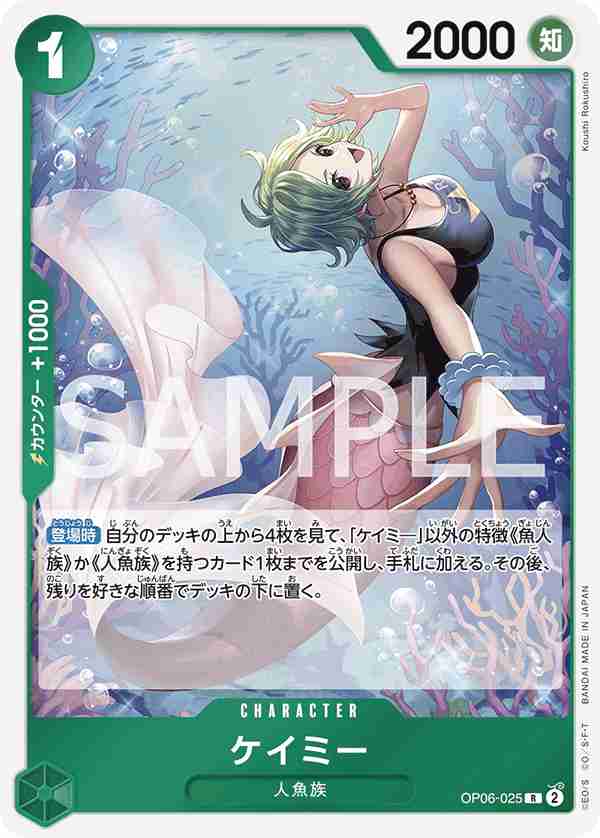 1
2000
知
Koushi Rokushiro
⚡カウンター +1000
SAMPLE
登場時 自分のデッキの上から4枚を見て、「ケイミー」以外の特徴《魚人
族》か《人魚族》を持つカード1枚までを公開し、手札に加える。その後、
残りを好きな順番でデッキの下に置く。
CHARACTER
ケイミー
人魚族
OP06-025 R 2
©E.O/S ©O/S・F・T BANDAI MADE IN JAPAN